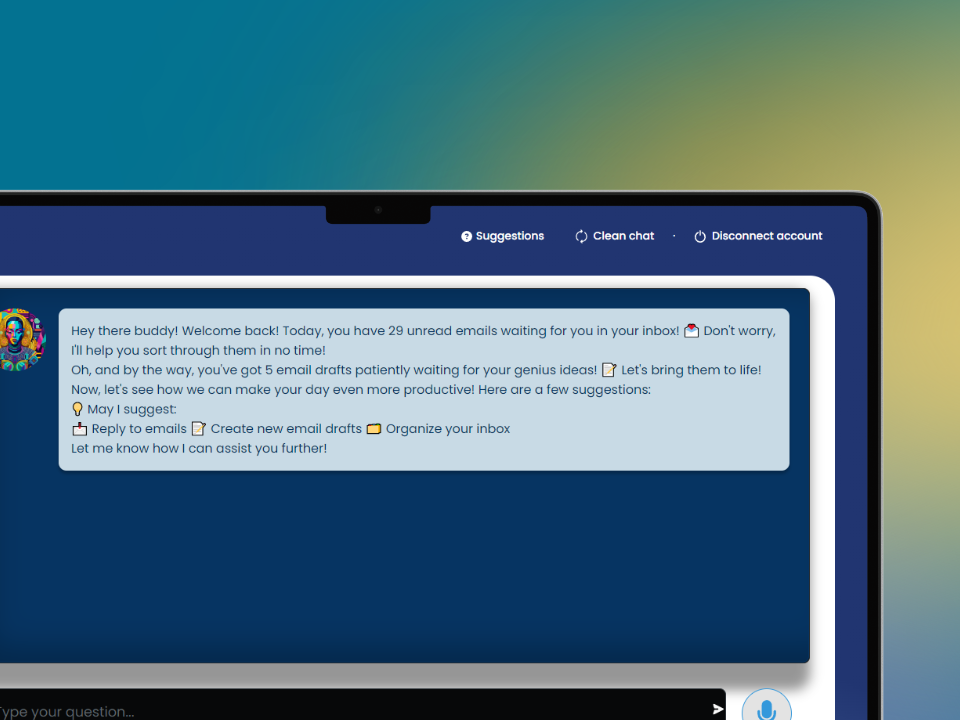 Suggestions Clean chat · Disconnect account
Hey there buddy! Welcome back! Today, you have 29 unread emails waiting for you in your inbox! 📩 Don't worry,
I'll help you sort through them in no time!
Oh, and by the way, you've got 5 email drafts patiently waiting for your genius ideas! 📝 Let's bring them to life!
Now, let's see how we can make your day even more productive! Here are a few suggestions:
💡 May I suggest:
📩 Reply to emails 📝 Create new email drafts 🗂️ Organize your inbox
Let me know how I can assist you further!
Type your question...